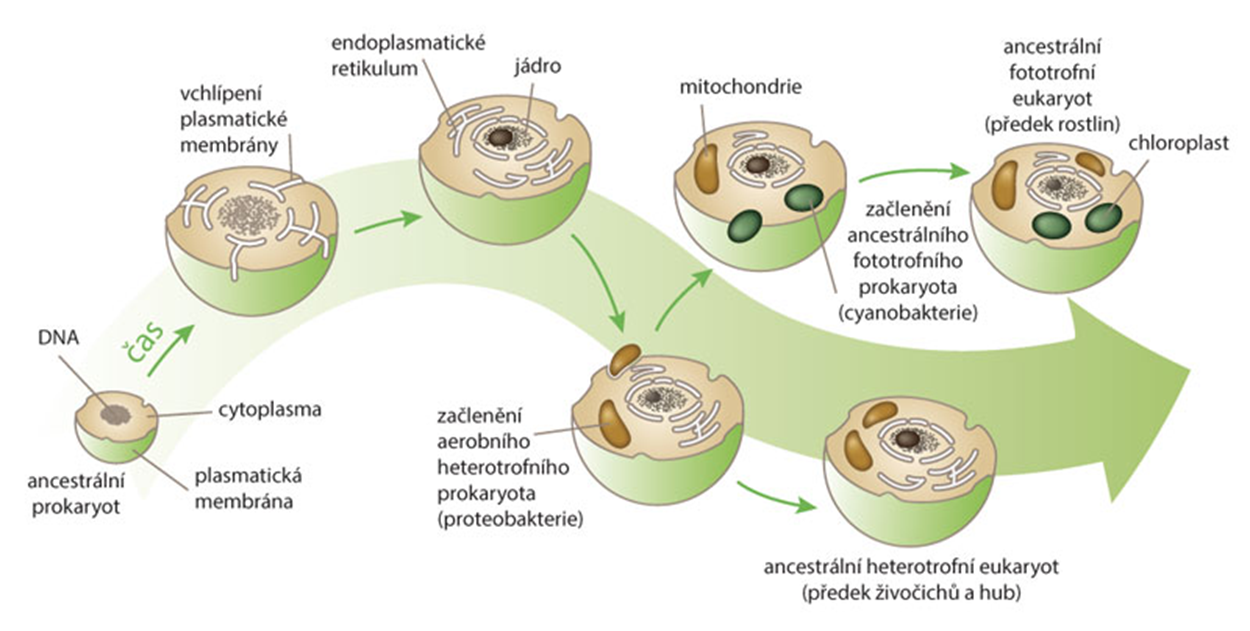 DNA
ancestrální
prokaryot
cytoplasma
plasmatická
membrána
čas
vchlípení
plasmatické
membrány
endoplasmatické
retikulum
jádro
začlenění
aerobního
heterotrofního
prokaryota
(proteobakterie)
mitochondrie
začlenění
ancestrálního
fototrofního
prokaryota
(cyanobakterie)
ancestrální
fototrofní
eukaryot
(předek rostlin)
chloroplast
ancestrální heterotrofní eukaryot
(předek živočichů a hub)